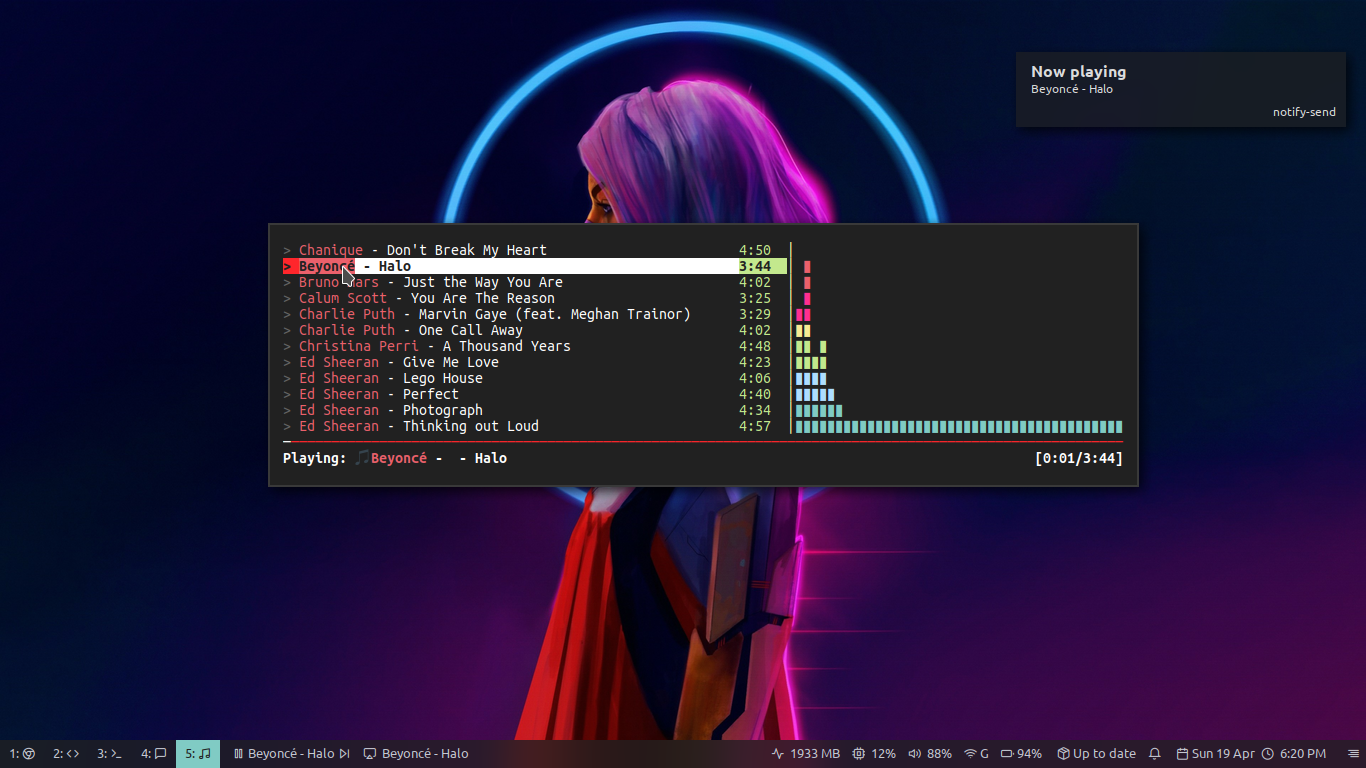 Now playing
Beyoncé - Halo
notify-send
> Chanique - Don't Break My Heart 4:50
> Beyoncé - Halo 3:44
> Bruno Mars - Just the Way You Are 4:02
> Calum Scott - You Are The Reason 3:25
> Charlie Puth - Marvin Gaye (feat. Meghan Trainor) 3:29
> Charlie Puth - One Call Away 4:02
> Christina Perri - A Thousand Years 4:48
> Ed Sheeran - Give Me Love 4:23
> Ed Sheeran - Lego House 4:06
> Ed Sheeran - Perfect 4:40
> Ed Sheeran - Photograph 4:34
> Ed Sheeran - Thinking out Loud 4:57
Playing: 🎵Beyoncé -  - Halo [0:01/3:44]
1: 2: 3: 4: 5: Beyoncé - Halo Beyoncé - Halo 1933 MB 12% 88% G 94% Up to date Sun 19 Apr 6:20 PM